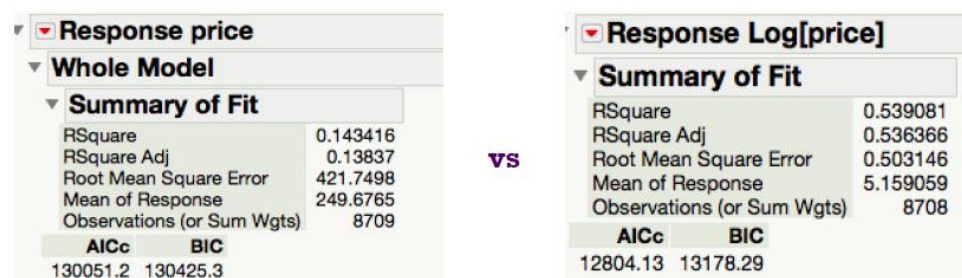 Response price
Whole Model
Summary of Fit
RSquare 0.143416
RSquare Adj 0.13837
Root Mean Square Error 421.7498
Mean of Response 249.6765
Observations (or Sum Wgts) 8709
AICc BIC
130051.2 130425.3
vs
Response Log[price]
Summary of Fit
RSquare 0.539081
RSquare Adj 0.536366
Root Mean Square Error 0.503146
Mean of Response 5.159059
Observations (or Sum Wgts) 8708
AICc BIC
12804.13 13178.29